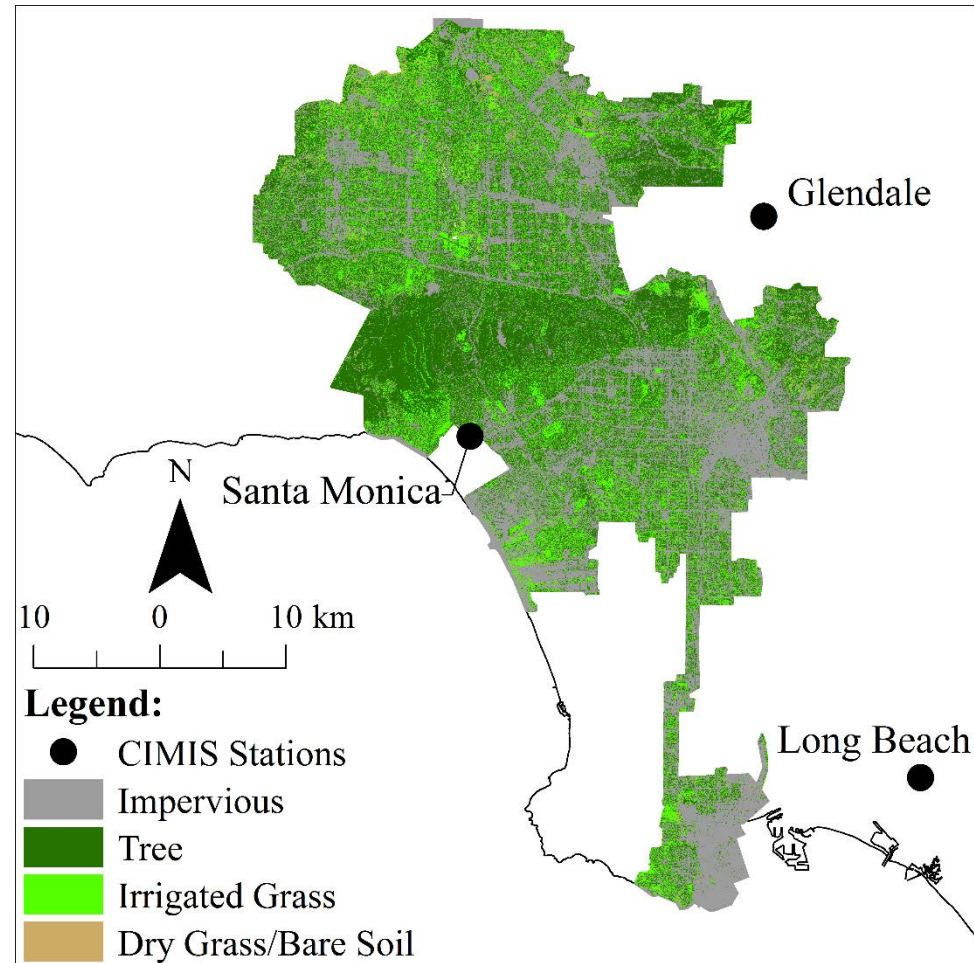 Glendale
Santa Monica
N
10 0 10 km
Long Beach
Legend:
CIMIS Stations
Impervious
Tree
Irrigated Grass
Dry Grass/Bare Soil